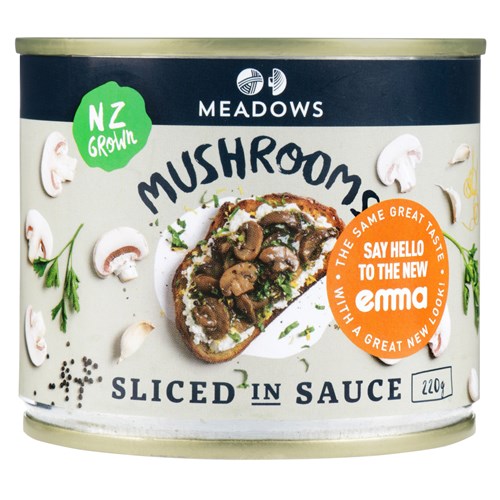 MEADOWS
NZ
GROWN
MUSHROOMS
THE SAME GREAT TASTE
SAY HELLO
TO THE NEW
emma
WITH A GREAT NEW LOOK!
SLICED IN SAUCE
220g